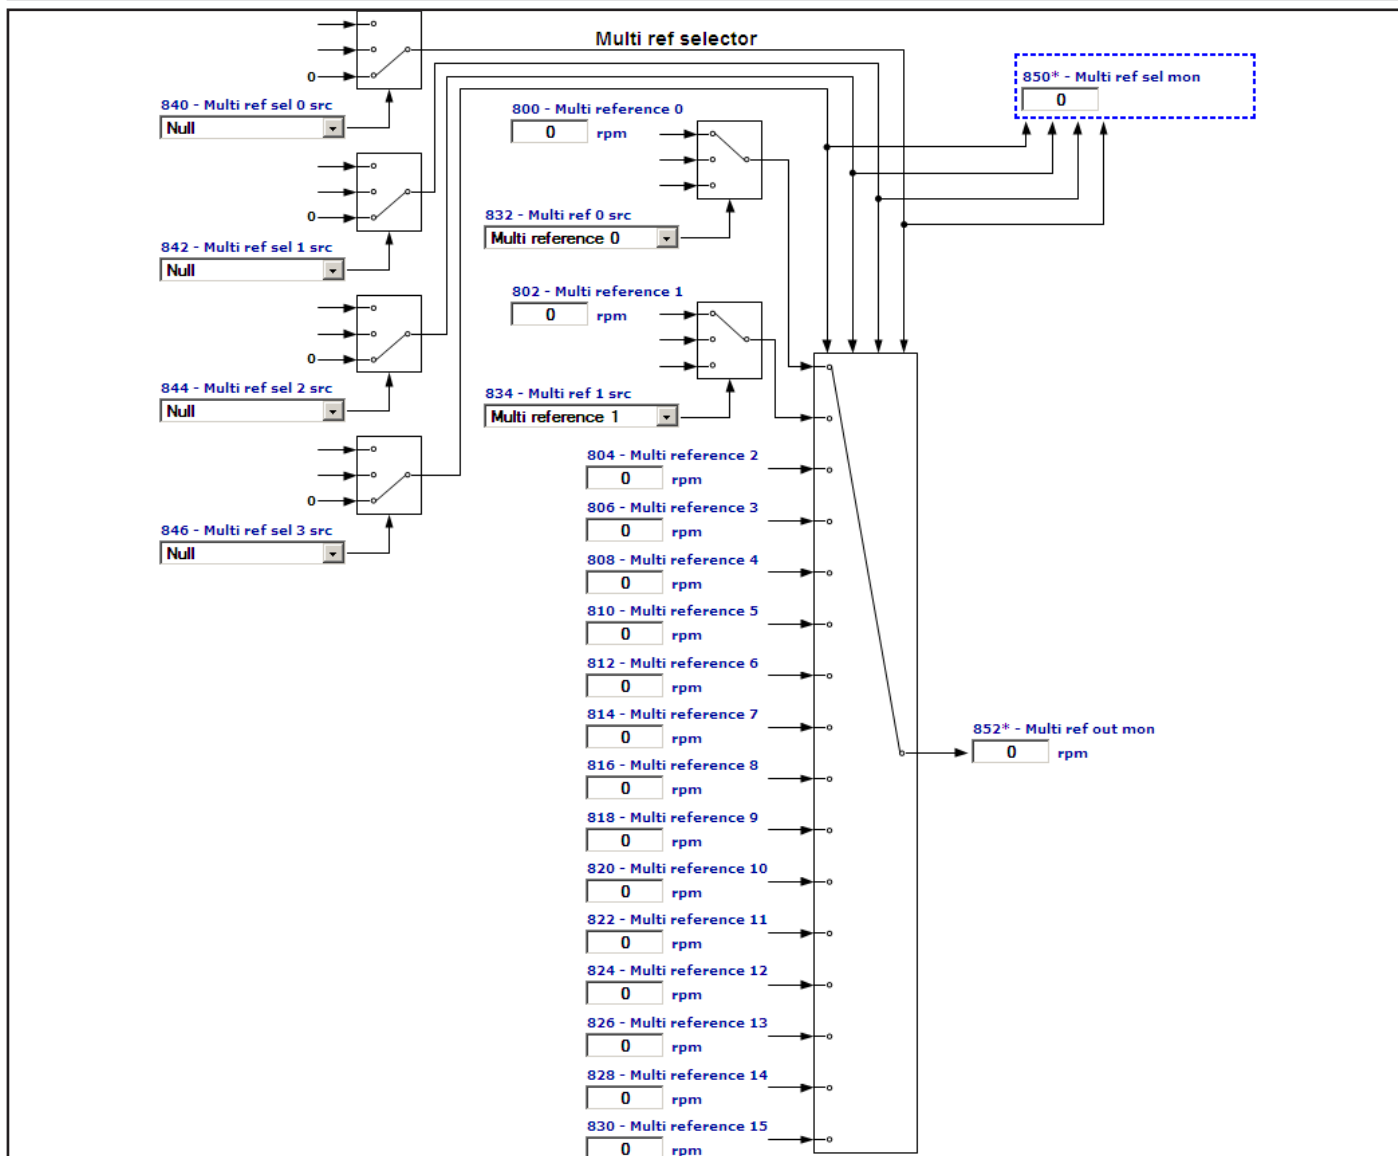 Multi ref selector
0
840 - Multi ref sel 0 src
Null
0
842 - Multi ref sel 1 src
Null
0
844 - Multi ref sel 2 src
Null
0
846 - Multi ref sel 3 src
Null
800 - Multi reference 0
0 rpm
832 - Multi ref 0 src
Multi reference 0
802 - Multi reference 1
0 rpm
834 - Multi ref 1 src
Multi reference 1
804 - Multi reference 2
0 rpm
806 - Multi reference 3
0 rpm
808 - Multi reference 4
0 rpm
810 - Multi reference 5
0 rpm
812 - Multi reference 6
0 rpm
814 - Multi reference 7
0 rpm
816 - Multi reference 8
0 rpm
818 - Multi reference 9
0 rpm
820 - Multi reference 10
0 rpm
822 - Multi reference 11
0 rpm
824 - Multi reference 12
0 rpm
826 - Multi reference 13
0 rpm
828 - Multi reference 14
0 rpm
830 - Multi reference 15
0 rpm
850* - Multi ref sel mon
0
852* - Multi ref out mon
0 rpm